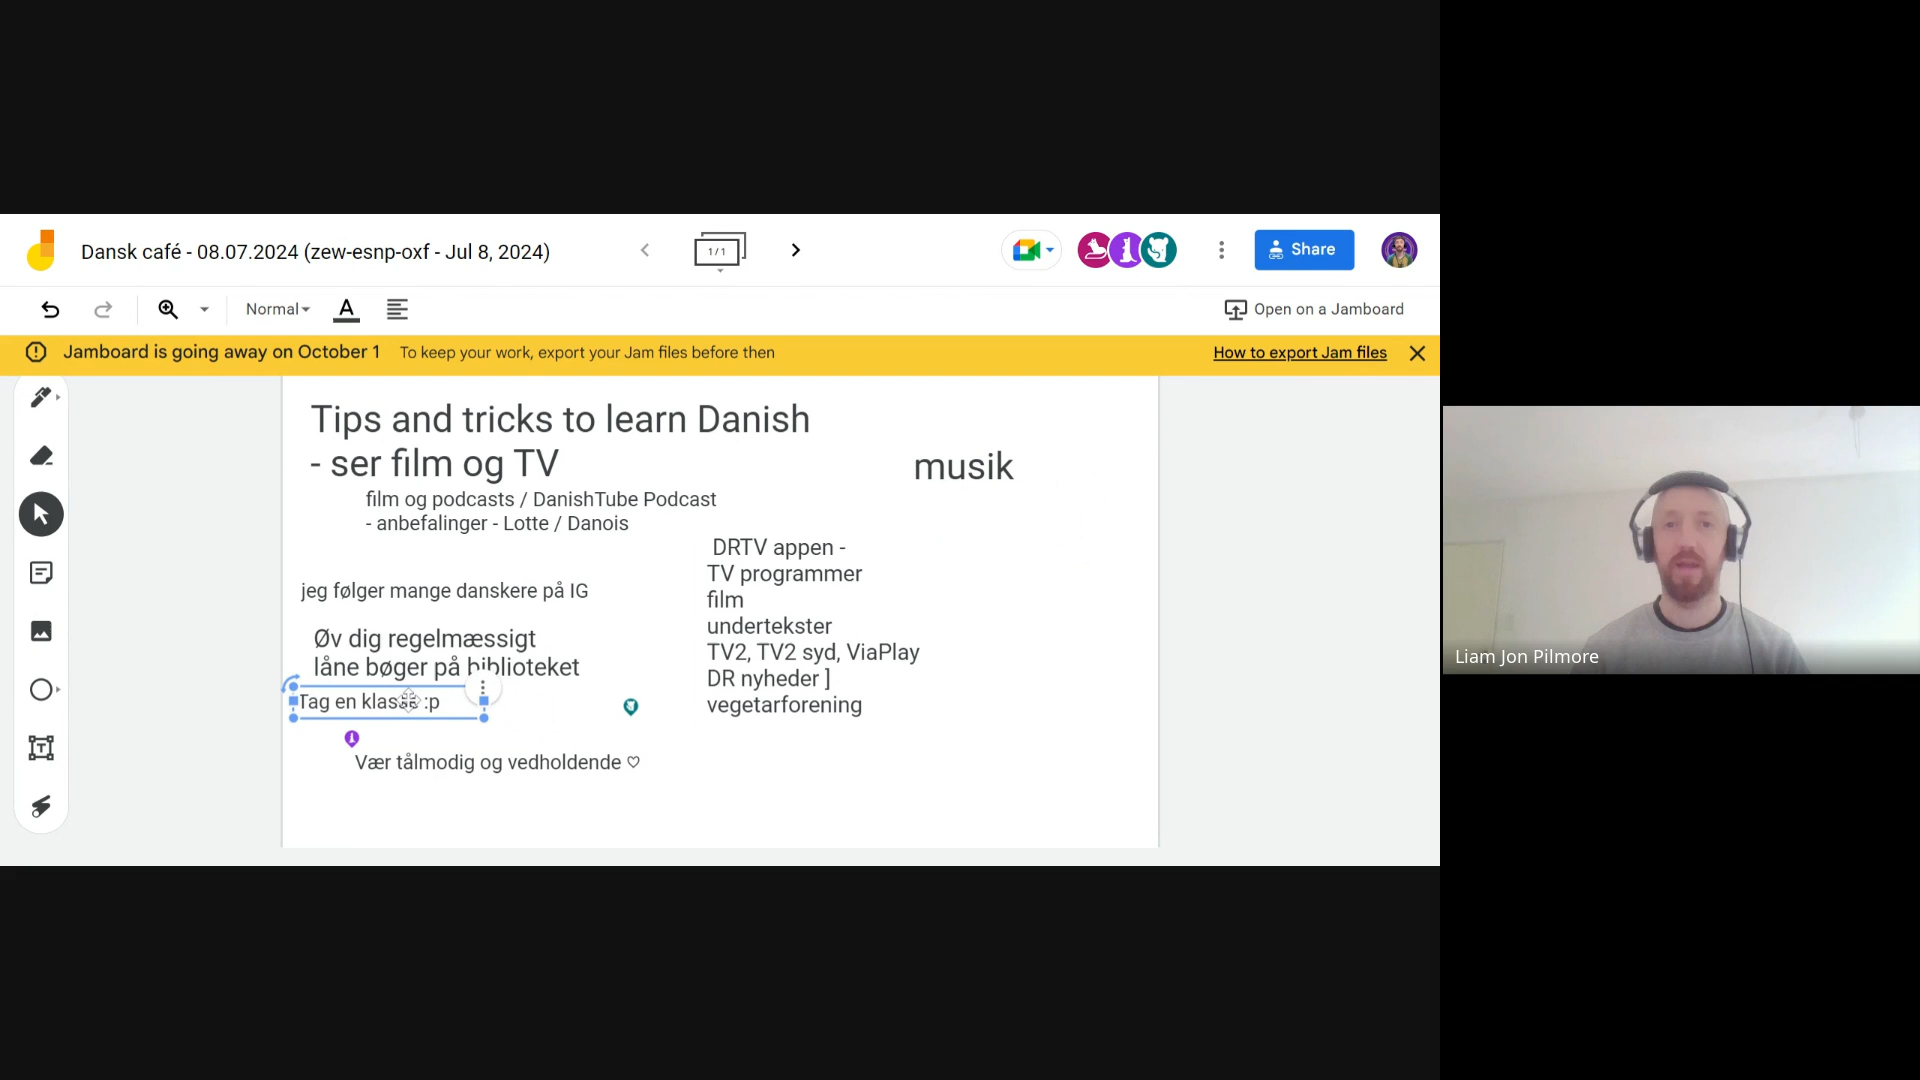 Dansk café - 08.07.2024 (zew-esnp-oxf - Jul 8, 2024)
1/1
Share
Normal
A
Open on a Jamboard
Jamboard is going away on October 1 To keep your work, export your Jam files before then
How to export Jam files
Tips and tricks to learn Danish
- ser film og TV
musik
film og podcasts / DanishTube Podcast
- anbefalinger - Lotte / Danois
DRTV appen -
TV programmer
film
undertekster
TV2, TV2 syd, ViaPlay
DR nyheder ]
vegetarforening
jeg følger mange danskere på IG
Øv dig regelmæssigt
låne bøger på biblioteket
Tag en klasse :p
Vær tålmodig og vedholdende ♡
Liam Jon Pilmore